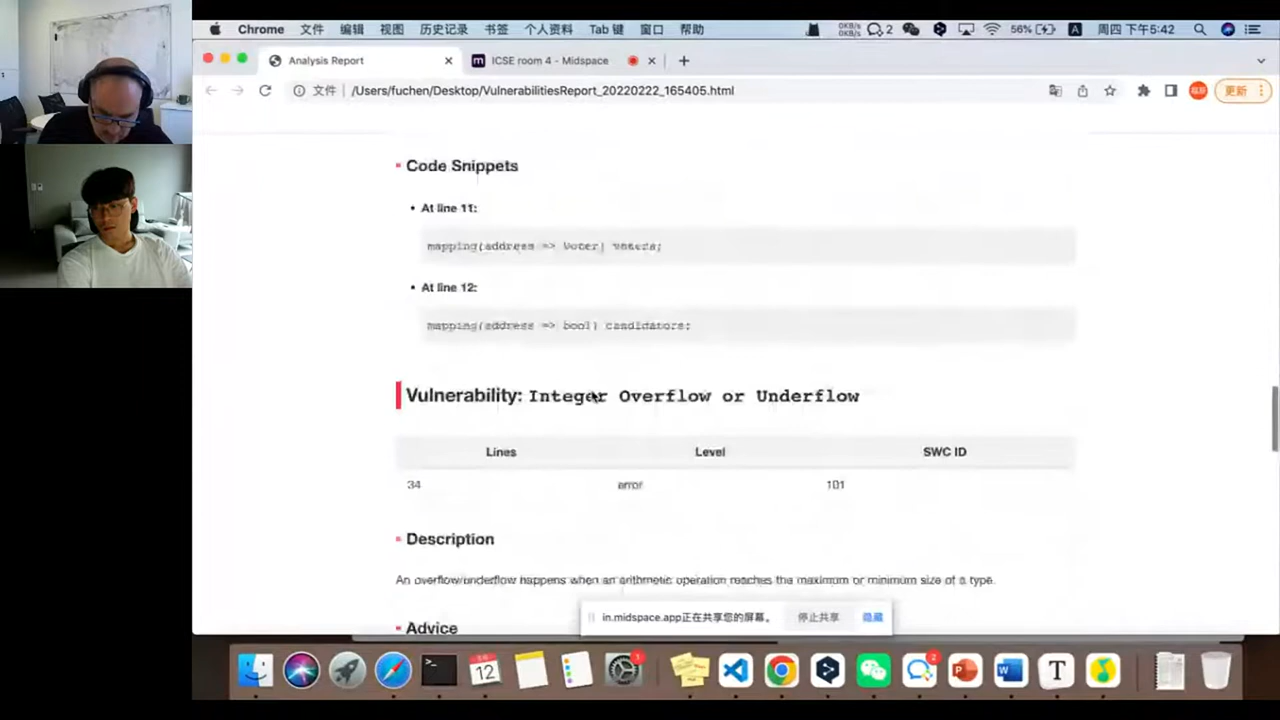 Chrome 文件 编辑 视图 历史记录 书签 个人资料 Tab 键 窗口 帮助 0KB/s 0KB/s 2 56% A 周四 下午5:42
Analysis Report
m ICSE room 4 - Midspace
文件 /Users/fuchen/Desktop/VulnerabilitiesReport_20220222_165405.html 更新
Code Snippets
• At line 11:
mapping(address => Voter) voters;
• At line 12:
mapping(address => bool) candidators;
Vulnerability: Integer Overflow or Underflow
Lines Level SWC ID
34 error 101
Description
An overflow/underflow happens when an arithmetic operation reaches the maximum or minimum size of a type.
in.midspace.app正在共享您的屏幕。 停止共享 隐藏
Advice
12
1
2
P
W
T